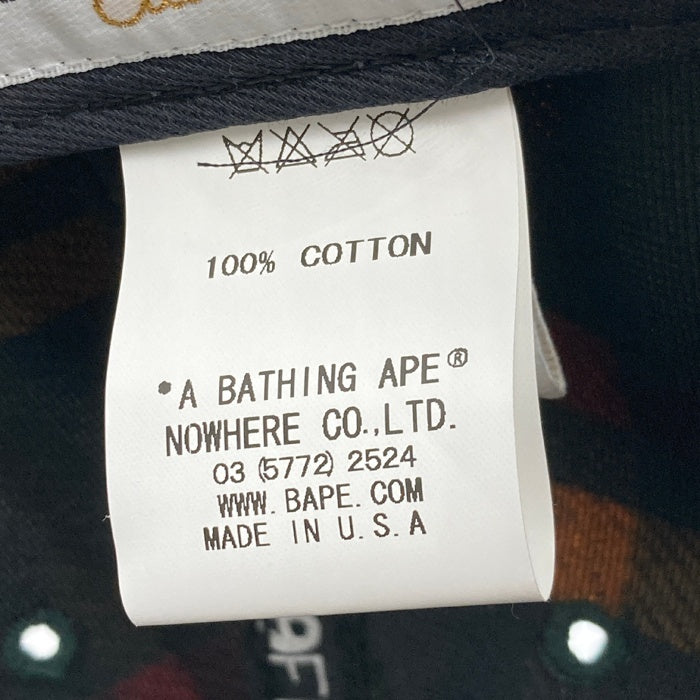 100% COTTON
*A BATHING APE®
NOWHERE CO.,LTD.
03 (5772) 2524
WWW. BAPE. COM
MADE IN U. S. A